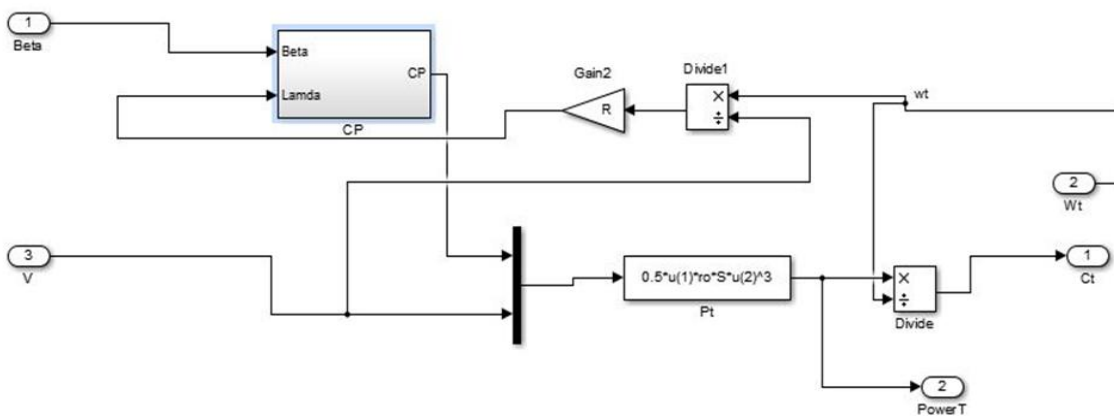 1
Beta
Beta
CP
Lamda
CP
Gain2
R
Divide1
×
÷
wt
2
Wt
3
V
0.5*u(1)*ro*S*u(2)^3
Pt
×
÷
Divide
1
Ct
2
PowerT